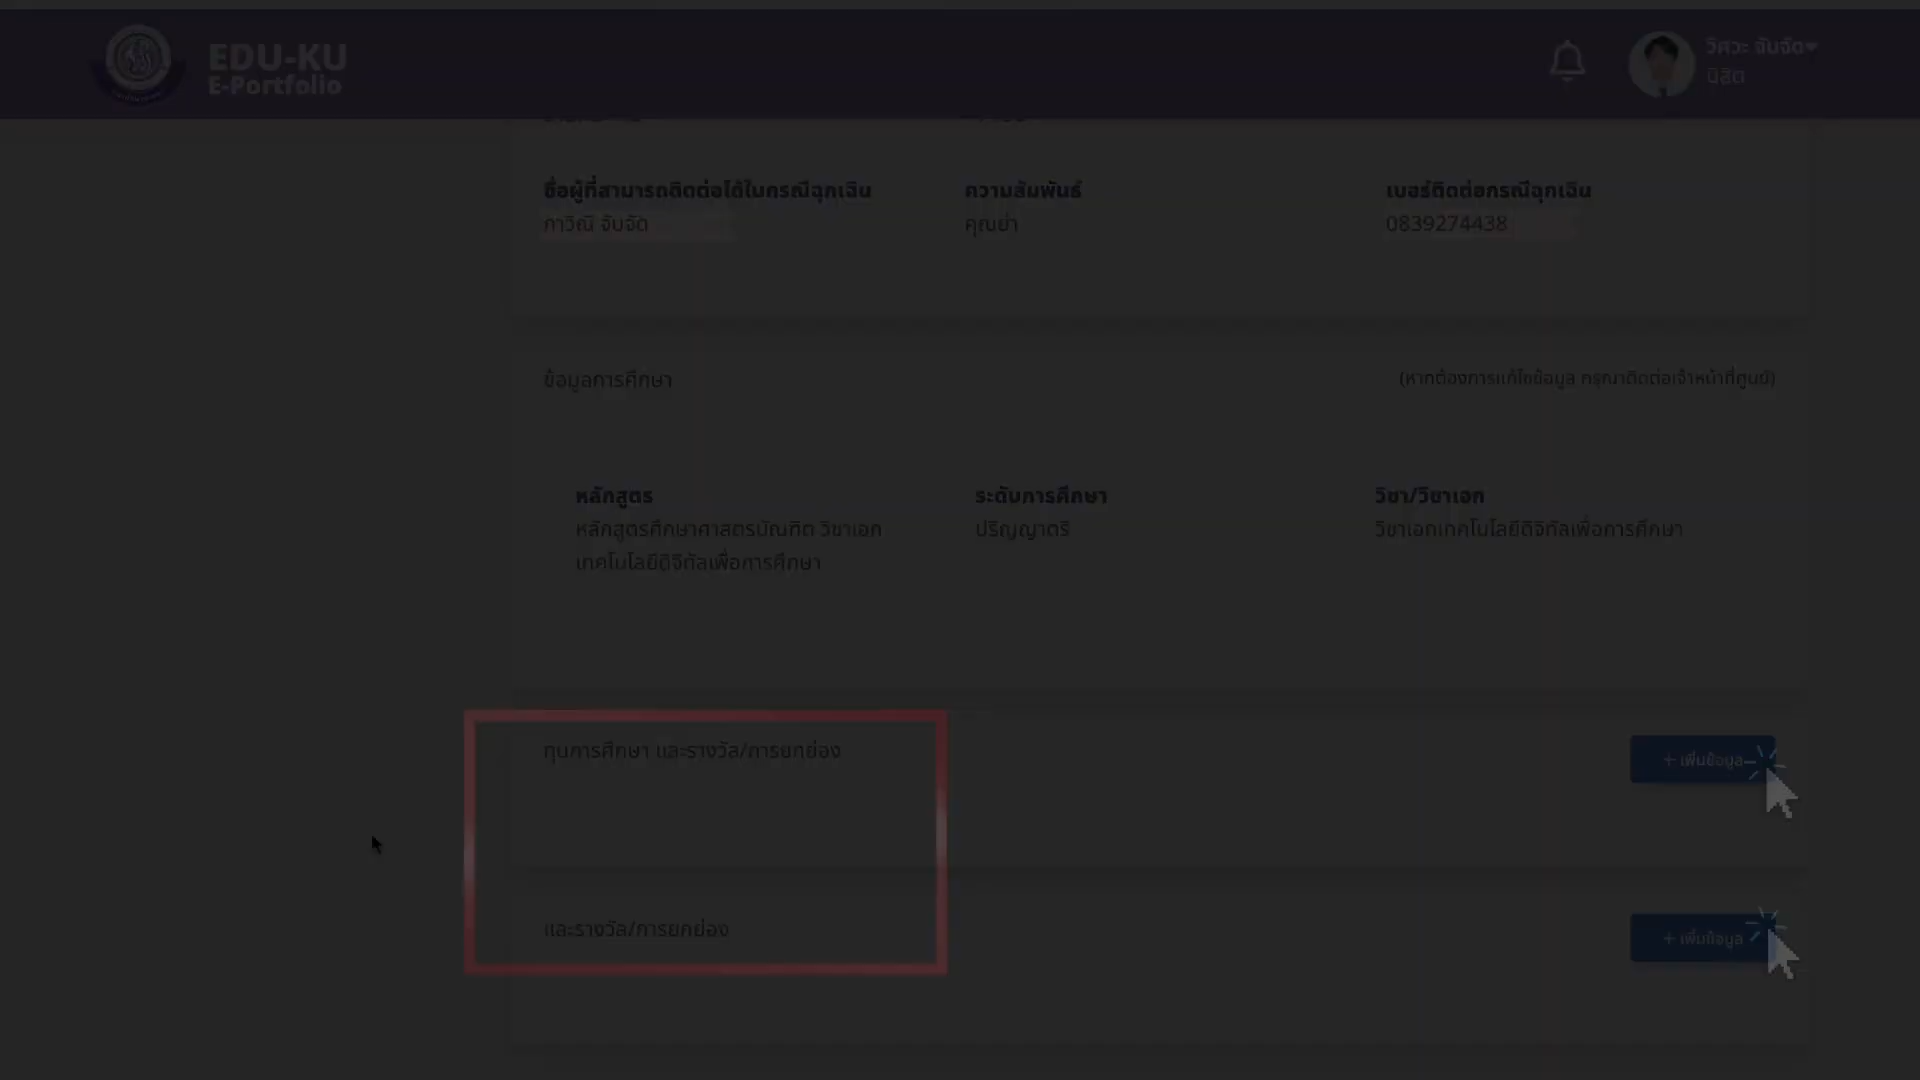 EDU-KU
E-Portfolio
วิศวะ จับจัด
นิสิต
ชื่อผู้ที่สามารถติดต่อได้ในกรณีฉุกเฉิน
ความสัมพันธ์
เบอร์ติดต่อกรณีฉุกเฉิน
ภาวิณี จับจัด
คุณย่า
0839274438
ข้อมูลการศึกษา
(หากต้องการแก้ไขข้อมูล กรุณาติดต่อเจ้าหน้าที่ศูนย์)
หลักสูตร
ระดับการศึกษา
วิชา/วิชาเอก
หลักสูตรศึกษาศาสตรบัณฑิต วิชาเอก
ปริญญาตรี
วิชาเอกเทคโนโลยีดิจิทัลเพื่อการศึกษา
เทคโนโลยีดิจิทัลเพื่อการศึกษา
ทุนการศึกษา และรางวัล/การยกย่อง
+ เพิ่มข้อมูล
และรางวัล/การยกย่อง
+ เพิ่มข้อมูล